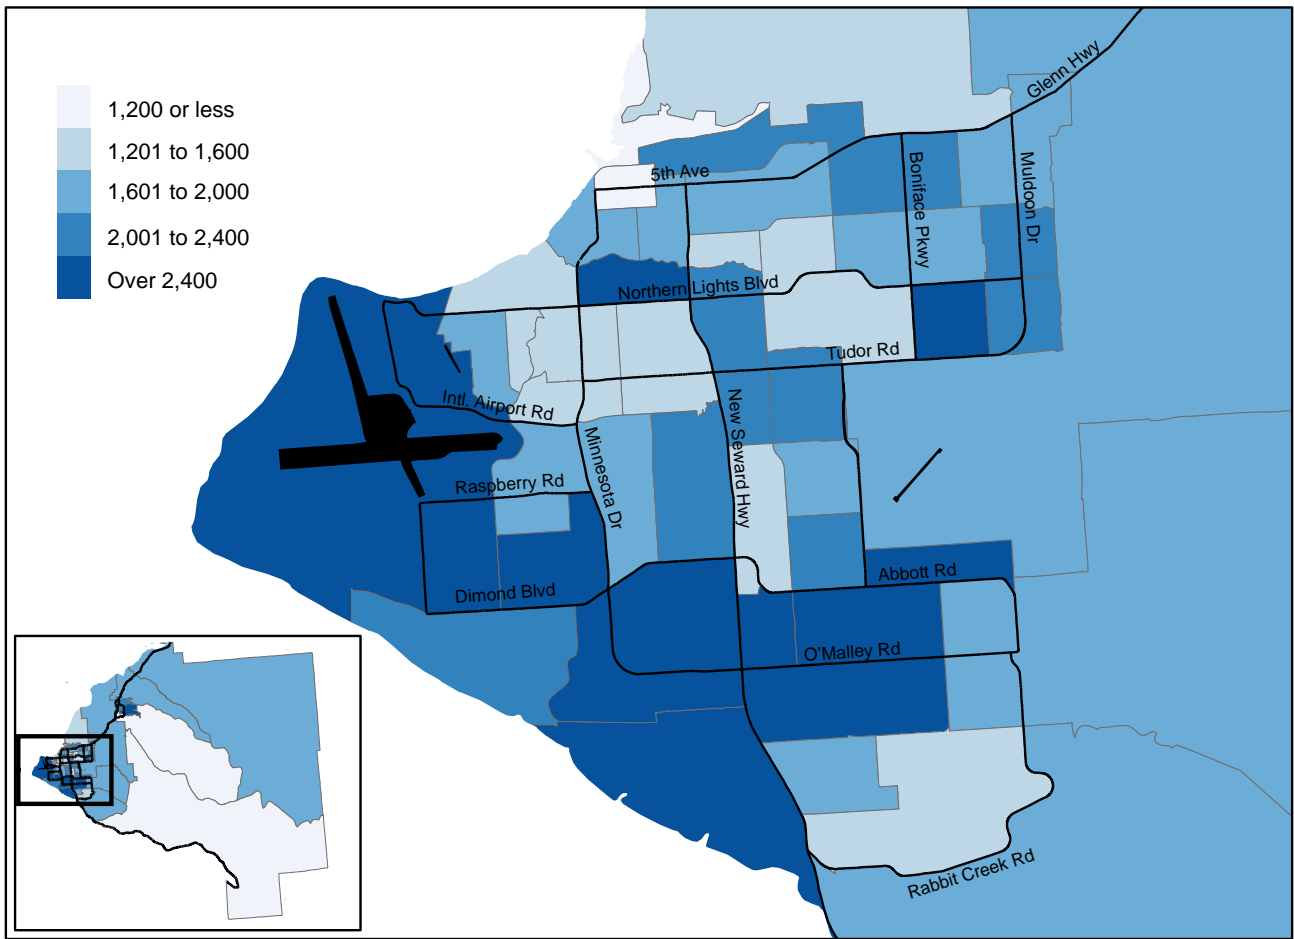 Glenn Hwy
1,200 or less
1,201 to 1,600
1,601 to 2,000
2,001 to 2,400
Over 2,400
5th Ave
Boniface Pkwy
Muldoon Dr
Northern Lights Blvd
Tudor Rd
Intl. Airport Rd
New Seward Hwy
Minnesota Dr
Raspberry Rd
Abbott Rd
Dimond Blvd
O'Malley Rd
Rabbit Creek Rd